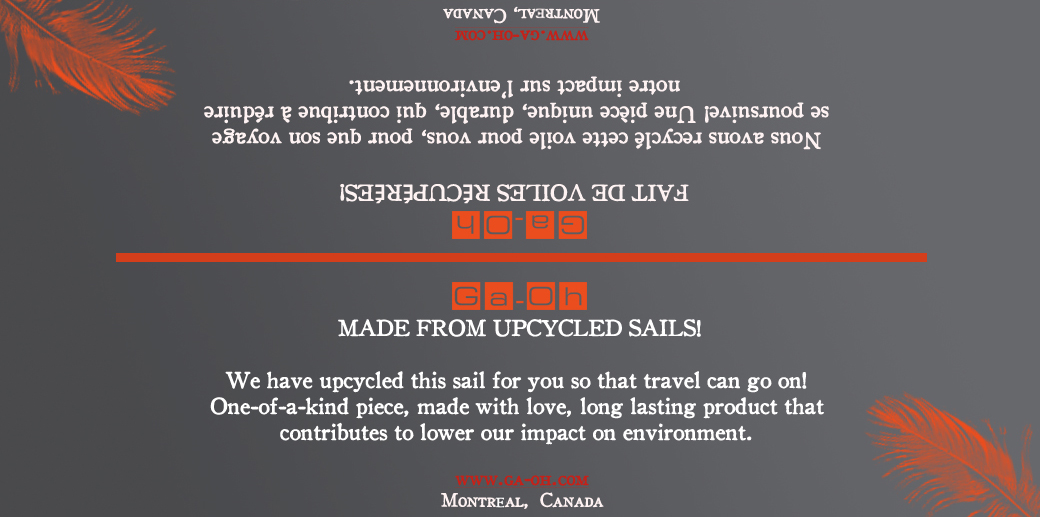 Ga-Oh
FAIT DE VOILES RÉCUPÉRÉES!
Nous avons recyclé cette voile pour vous, pour que son voyage
se poursuive! Une pièce unique, durable, qui contribue à réduire
notre impact sur l'environnement.
www.ga-oh.com
Montreal, Canada
Ga-Oh
MADE FROM UPCYCLED SAILS!
We have upcycled this sail for you so that travel can go on!
One-of-a-kind piece, made with love, long lasting product that
contributes to lower our impact on environment.
www.ga-oh.com
Montreal, Canada